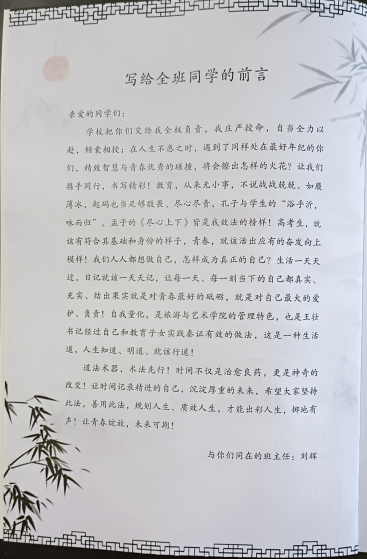 写给全班同学的前言
亲爱的同学们：
学校把你们交给我全权负责，我庄严授命，自当全力以
赴，倾囊相授；在人生不惑之时，遇到了同样处在最好年纪的你
们，精致智慧与青春优秀的碰撞，将会擦出怎样的火花？让我们
携手同行，书写精彩！教育，从来无小事，不说战战兢兢、如履
薄冰，起码也当足够敬畏、尽心尽责，孔子与学生的“浴乎沂，
咏而归”、孟子的《尽心上下》皆是我效法的榜样！高考生，就
该有符合其基础和身份的样子，青春，就该活出应有的奋发向上
模样！我们人人都想做自己，怎样成为真正的自己？生活一天天
过，日记就该一天天记，让每一天、每一刻当下的自己都真实、
充实、结出果实就是对青春最好的砥砺，就是对自己最大的爱
护、负责！自我量化，是旅游与艺术学院的管理特色，也是王壮
书记经过自己和教育子女实践秦证有效的做法，这是一种生活
道，人生知道、明道、就该行道！
道法术器，术法先行！时间不仅是治愈良药，更是神奇的
改变！让时间记录精进的自己，沉淀厚重的未来，希望大家坚持
此法，善用此法，规划人生、质效人生，才能出彩人生，掷地有
声！让青春绽放，未来可期！
与你们同在的班主任：刘辉